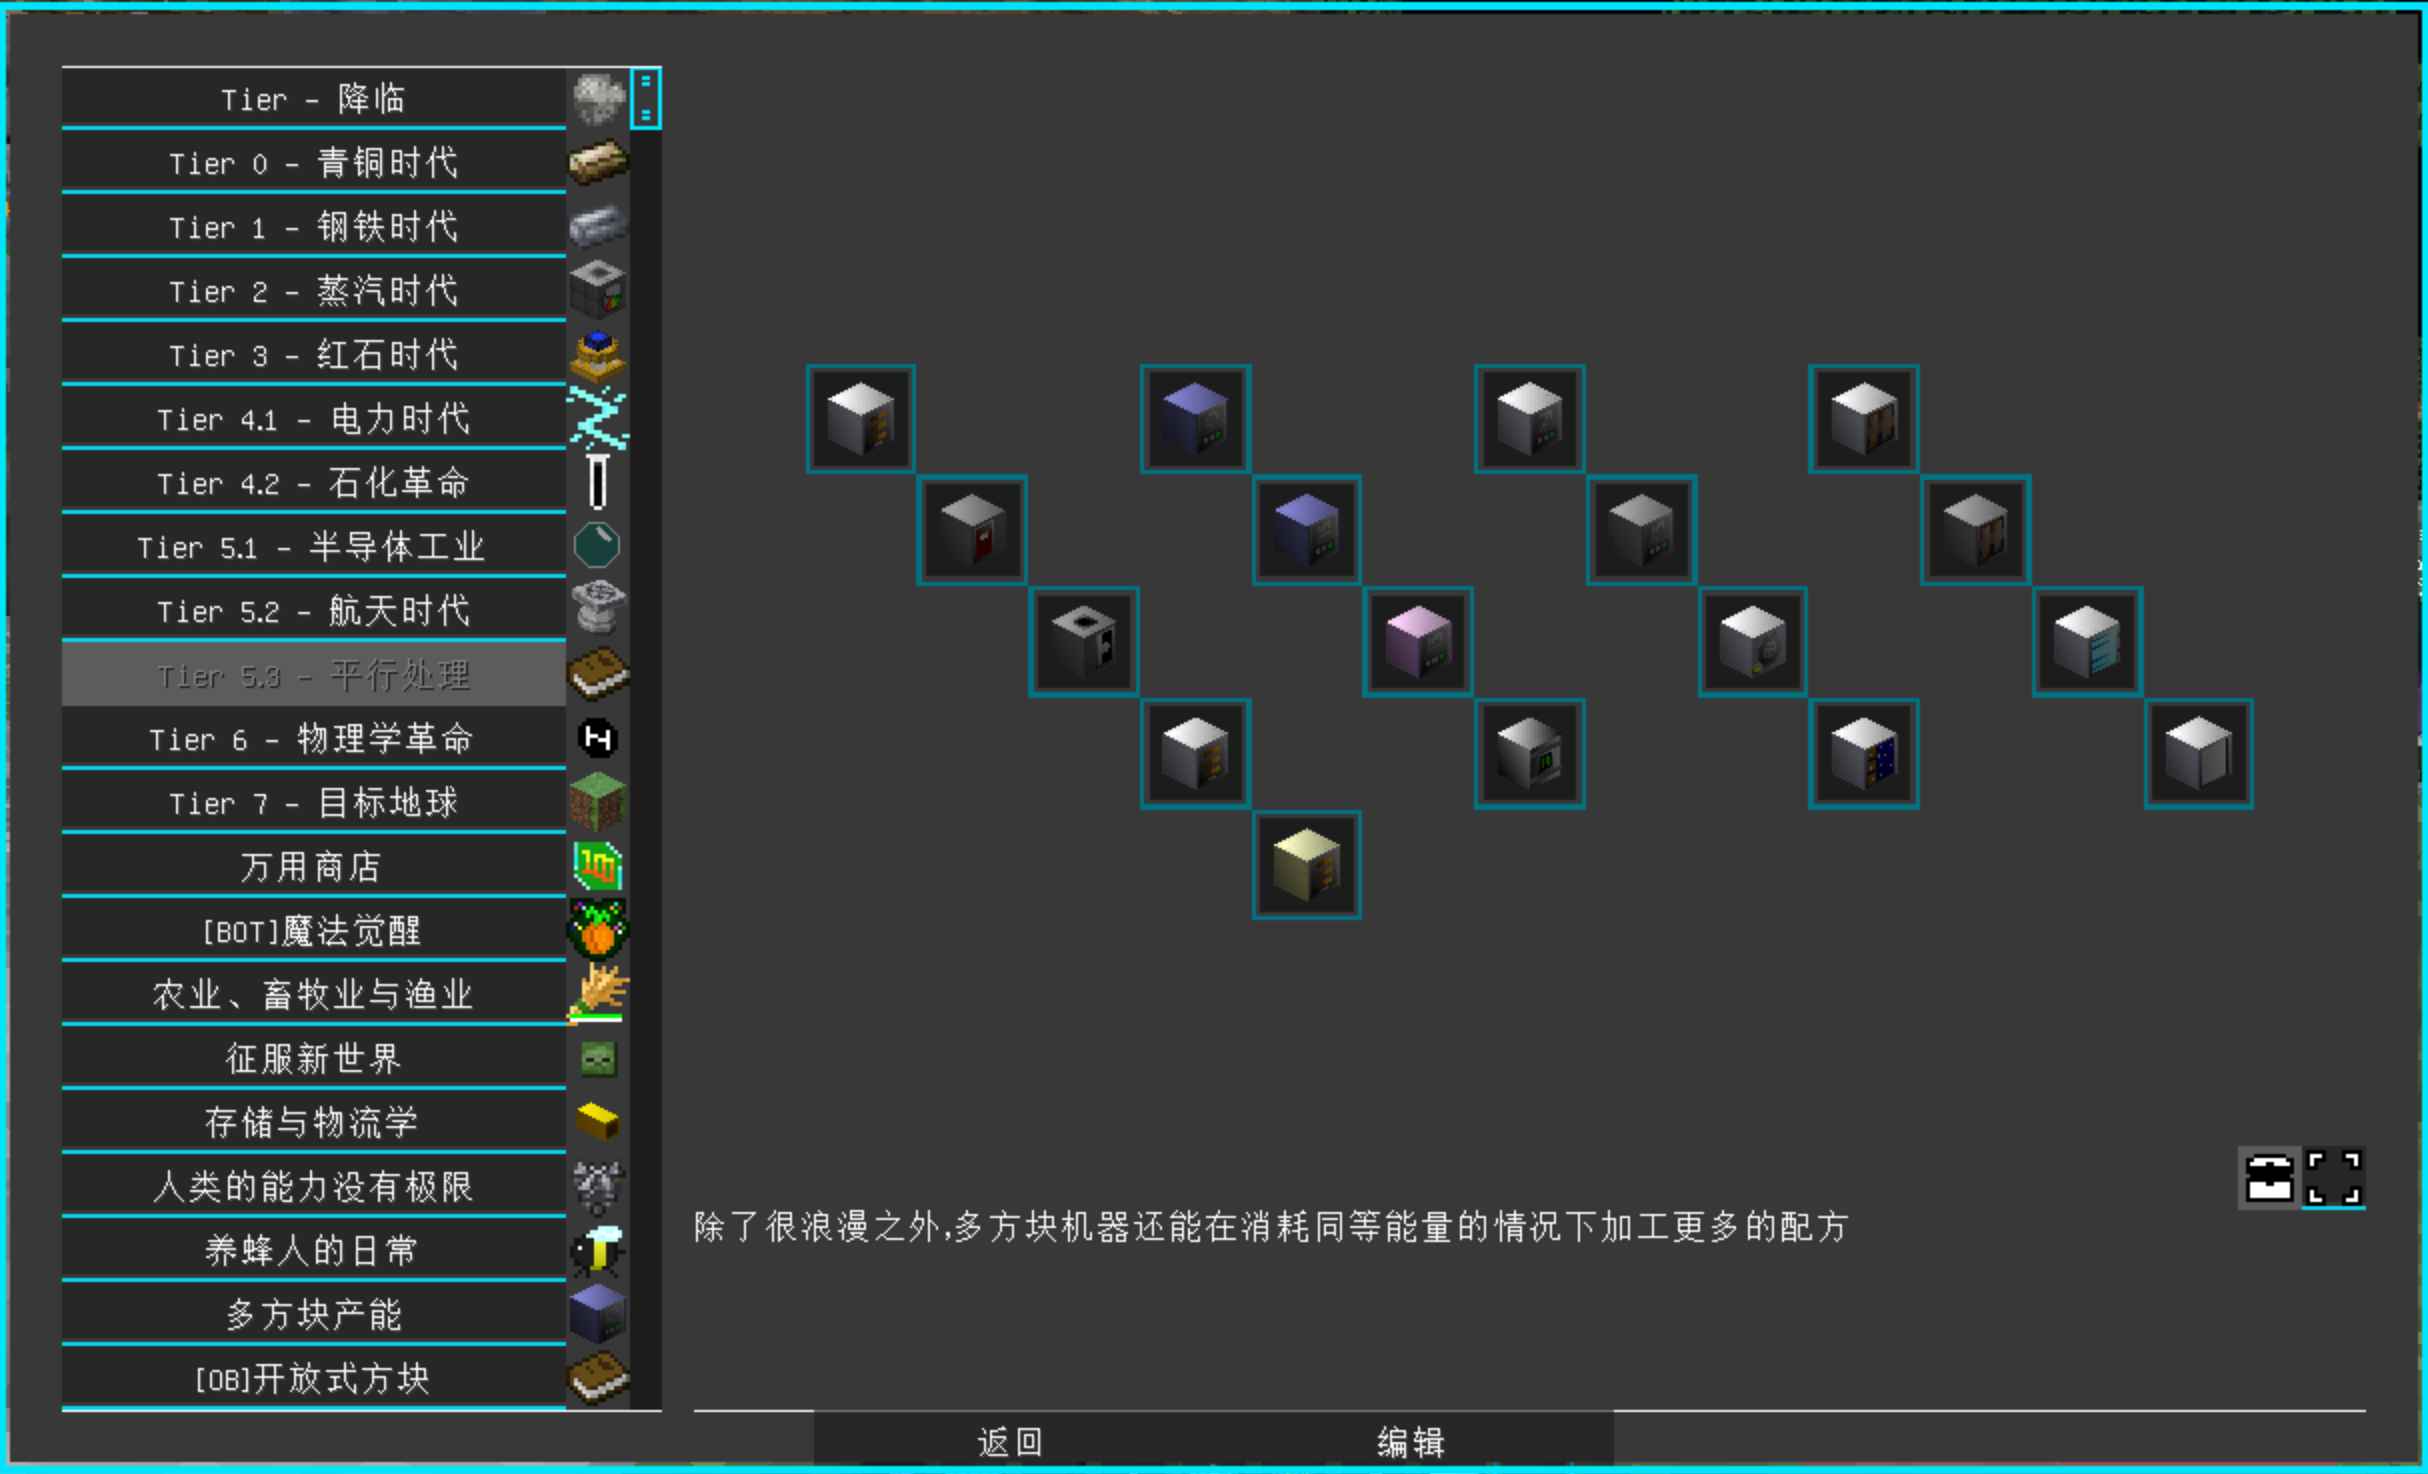 Tier - 降临
Tier 0 - 青铜时代
Tier 1 - 钢铁时代
Tier 2 - 蒸汽时代
Tier 3 - 红石时代
Tier 4.1 - 电力时代
Tier 4.2 - 石化革命
Tier 5.1 - 半导体工业
Tier 5.2 - 航天时代
Tier 5.3 - 平行处理
Tier 6 - 物理学革命
Tier 7 - 目标地球
万用商店
[BOT]魔法觉醒
农业、畜牧业与渔业
征服新世界
存储与物流学
人类的能力没有极限
养蜂人的日常
多方块产能
[OB]开放式方块
除了很浪漫之外,多方块机器还能在消耗同等能量的情况下加工更多的配方
返回
编辑